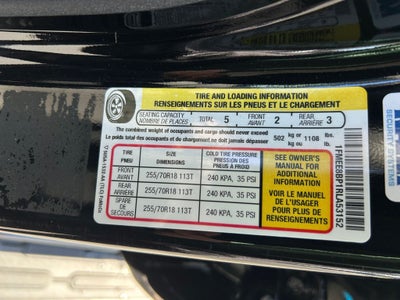 TIRE AND LOADING INFORMATION
RENSEIGNEMENTS SUR LES PNEUS ET LE CHARGEMENT
SEATING CAPACITY
NOMBRE DE PLACES
TOTAL 5
FRONT
AVANT 2
REAR
ARRIÈRE 3
The combined weight of occupants and cargo should never exceed
Le poids total des occupants et du chargement ne doit jamais dépasser
502 kg or/ou 1108 lbs or/ou lb
TIRE
PNEU
SIZE
DIMENSIONS
COLD TIRE PRESSURE
PRESSION DES
PNEUS A FROID
FRONT
AVANT
255/70R18 113T
240 KPA, 35 PSI
REAR
ARRIÈRE
255/70R18 113T
240 KPA, 35 PSI
SPARE
DE SECOURS
255/70R18 113T
240 KPA, 35 PSI
SEE OWNER'S
MANUAL FOR
ADDITIONAL
INFORMATION
VOIR LE MANUEL
DE L'USAGER
POUR PLUS DE
RENSEIGNEMENTS